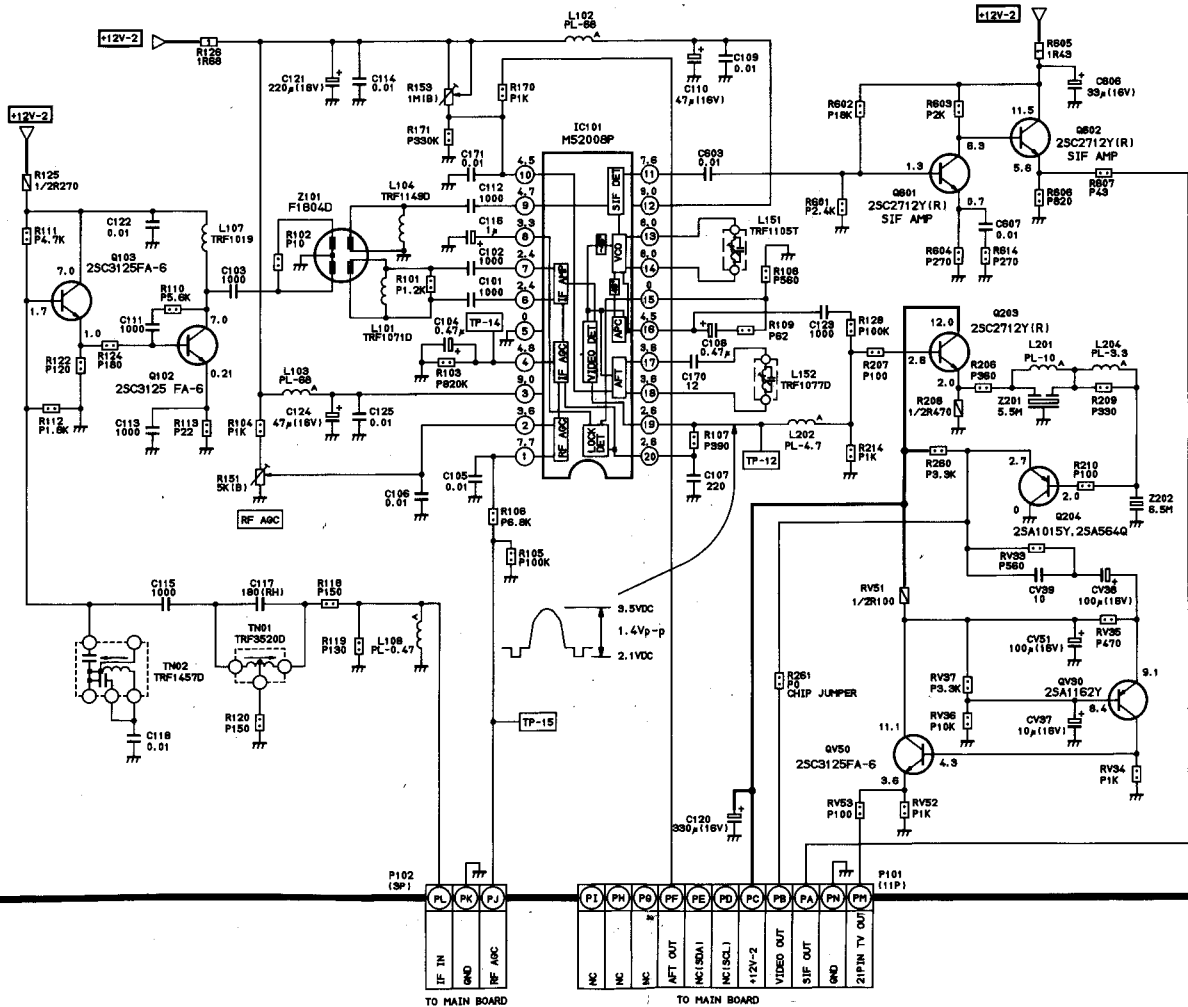 +12V-2
R126
1R68
L102
PL-68
A
C121
220μ(16V)
C114
0.01
R153
1M(B)
R170
P1K
C110
47μ(16V)
C109
0.01
R171
P330K
+12V-2
R605
1R43
C606
33μ(16V)
R602
P18K
R603
P2K
11.5
Q602
2SC2712Y(R)
SIF AMP
6.3
5.6
R607
P43
R606
P820
1.3
Q601
2SC2712Y(R)
SIF AMP
0.7
C607
0.01
R604
P270
R614
P270
R601
P2.4K
C603
0.01
+12V-2
R125
1/2R270
R111
P4.7K
C122
0.01
L107
TRF1019
Q103
2SC3125FA-6
7.0
1.7
1.0
R110
P5.6K
C111
1000
C103
1000
R122
P120
R124
P180
Q102
2SC3125 FA-6
7.0
0.21
R112
P1.8K
C113
1000
R113
P22
R102
P10
Z101
F1804D
L104
TRF1149D
L101
TRF1071D
R101
P1.2K
C171
0.01
C112
1000
C116
1μ
C102
1000
C101
1000
C104
0.47μ
TP-14
R103
P820K
L103
PL-68
A
C124
47μ(16V)
C125
0.01
R104
P1K
R151
5K(B)
RF AGC
C106
0.01
C105
0.01
R106
P6.8K
R105
P100K
IC101
M52008P
4.5
10
4.7
9
3.3
8
2.4
7
2.4
6
0
5
4.8
4
9.0
3
3.6
2
7.7
1
7.6
11
9.0
12
6.0
13
6.0
14
0
15
4.5
16
3.8
17
3.8
18
2.6
19
2.6
20
SIF DET
VCO
IF AMP
VIDEO DET
APC
IF AGC
AFT
RF AGC
LOCK DET
L151
TRF1105T
R108
P560
R109
P62
C108
0.47μ
C123
1000
R128
P100K
C170
12
L152
TRF1077D
R107
P390
C107
220
TP-12
L202
PL-4.7
A
R207
P100
R214
P1K
12.0
Q203
2SC2712Y(R)
2.6
2.0
R206
P360
L201
PL-10
A
L204
PL-3.3
A
Z201
5.5M
R209
P330
R208
1/2R470
R260
P3.3K
2.7
R210
P100
2.0
0
Q204
2SA1015Y,2SA564Q
Z202
6.5M
RV33
P560
CV39
10
CV38
100μ(16V)
RV51
1/2R100
CV51
100μ(16V)
RV35
P470
RV37
P3.3K
RV36
P10K
CV37
10μ(16V)
9.1
QV30
2SA1162Y
8.4
RV34
P1K
11.1
QV50
2SC3125FA-6
4.3
3.6
RV53
P100
RV52
P1K
C115
1000
C117
180(RH)
R118
P150
TN02
TRF1457D
TN01
TRF3520D
R119
P130
L108
PL-0.47
R120
P150
C118
0.01
3.5VDC
1.4Vp-p
2.1VDC
TP-15
R261
P0
CHIP JUMPER
C120
330μ(16V)
P102
(3P)
PL
PK
PJ
IF IN
GND
RF AGC
TO MAIN BOARD
P101
(11P)
PI
PH
PG
PF
PE
PD
PC
PB
PA
PN
PM
NC
NC
NC
AFT OUT
NC(SDA)
NC(SCL)
+12V-2
VIDEO OUT
SIF OUT
GND
21PIN TV OUT
TO MAIN BOARD